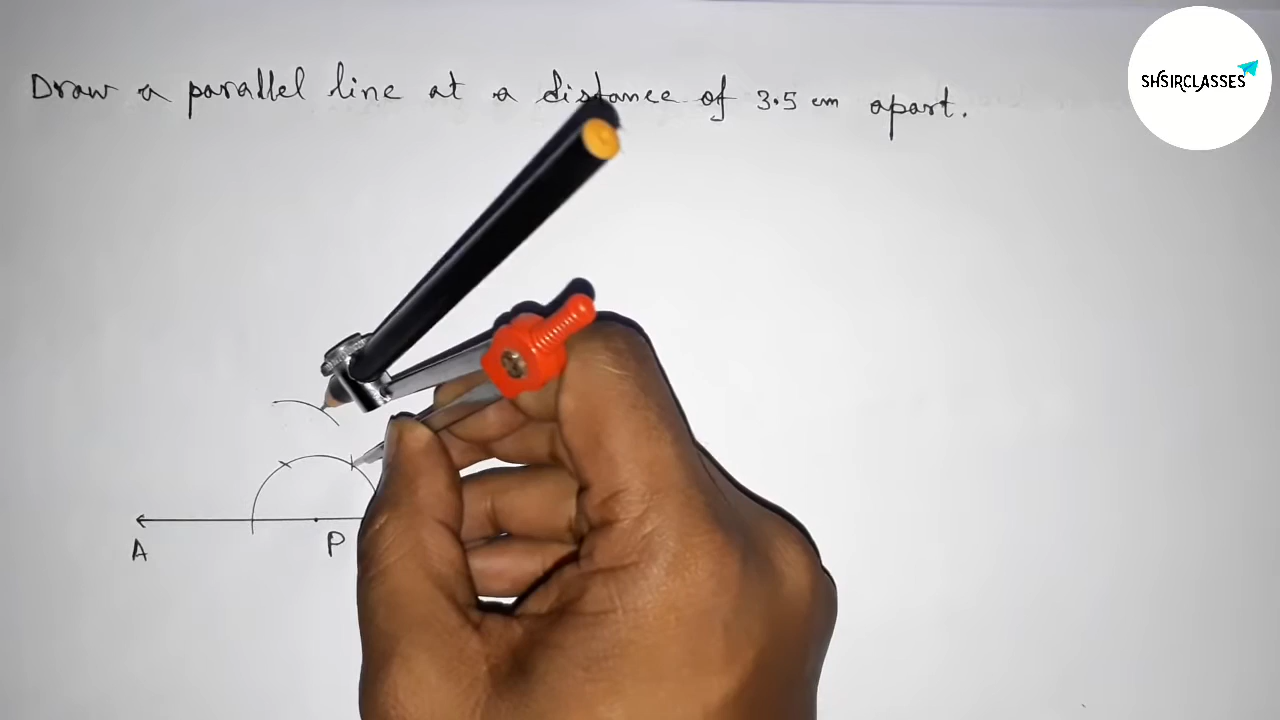 Draw a parallel line at a distance of 3.5 cm apart.
SHSIRCLASSES
A
P